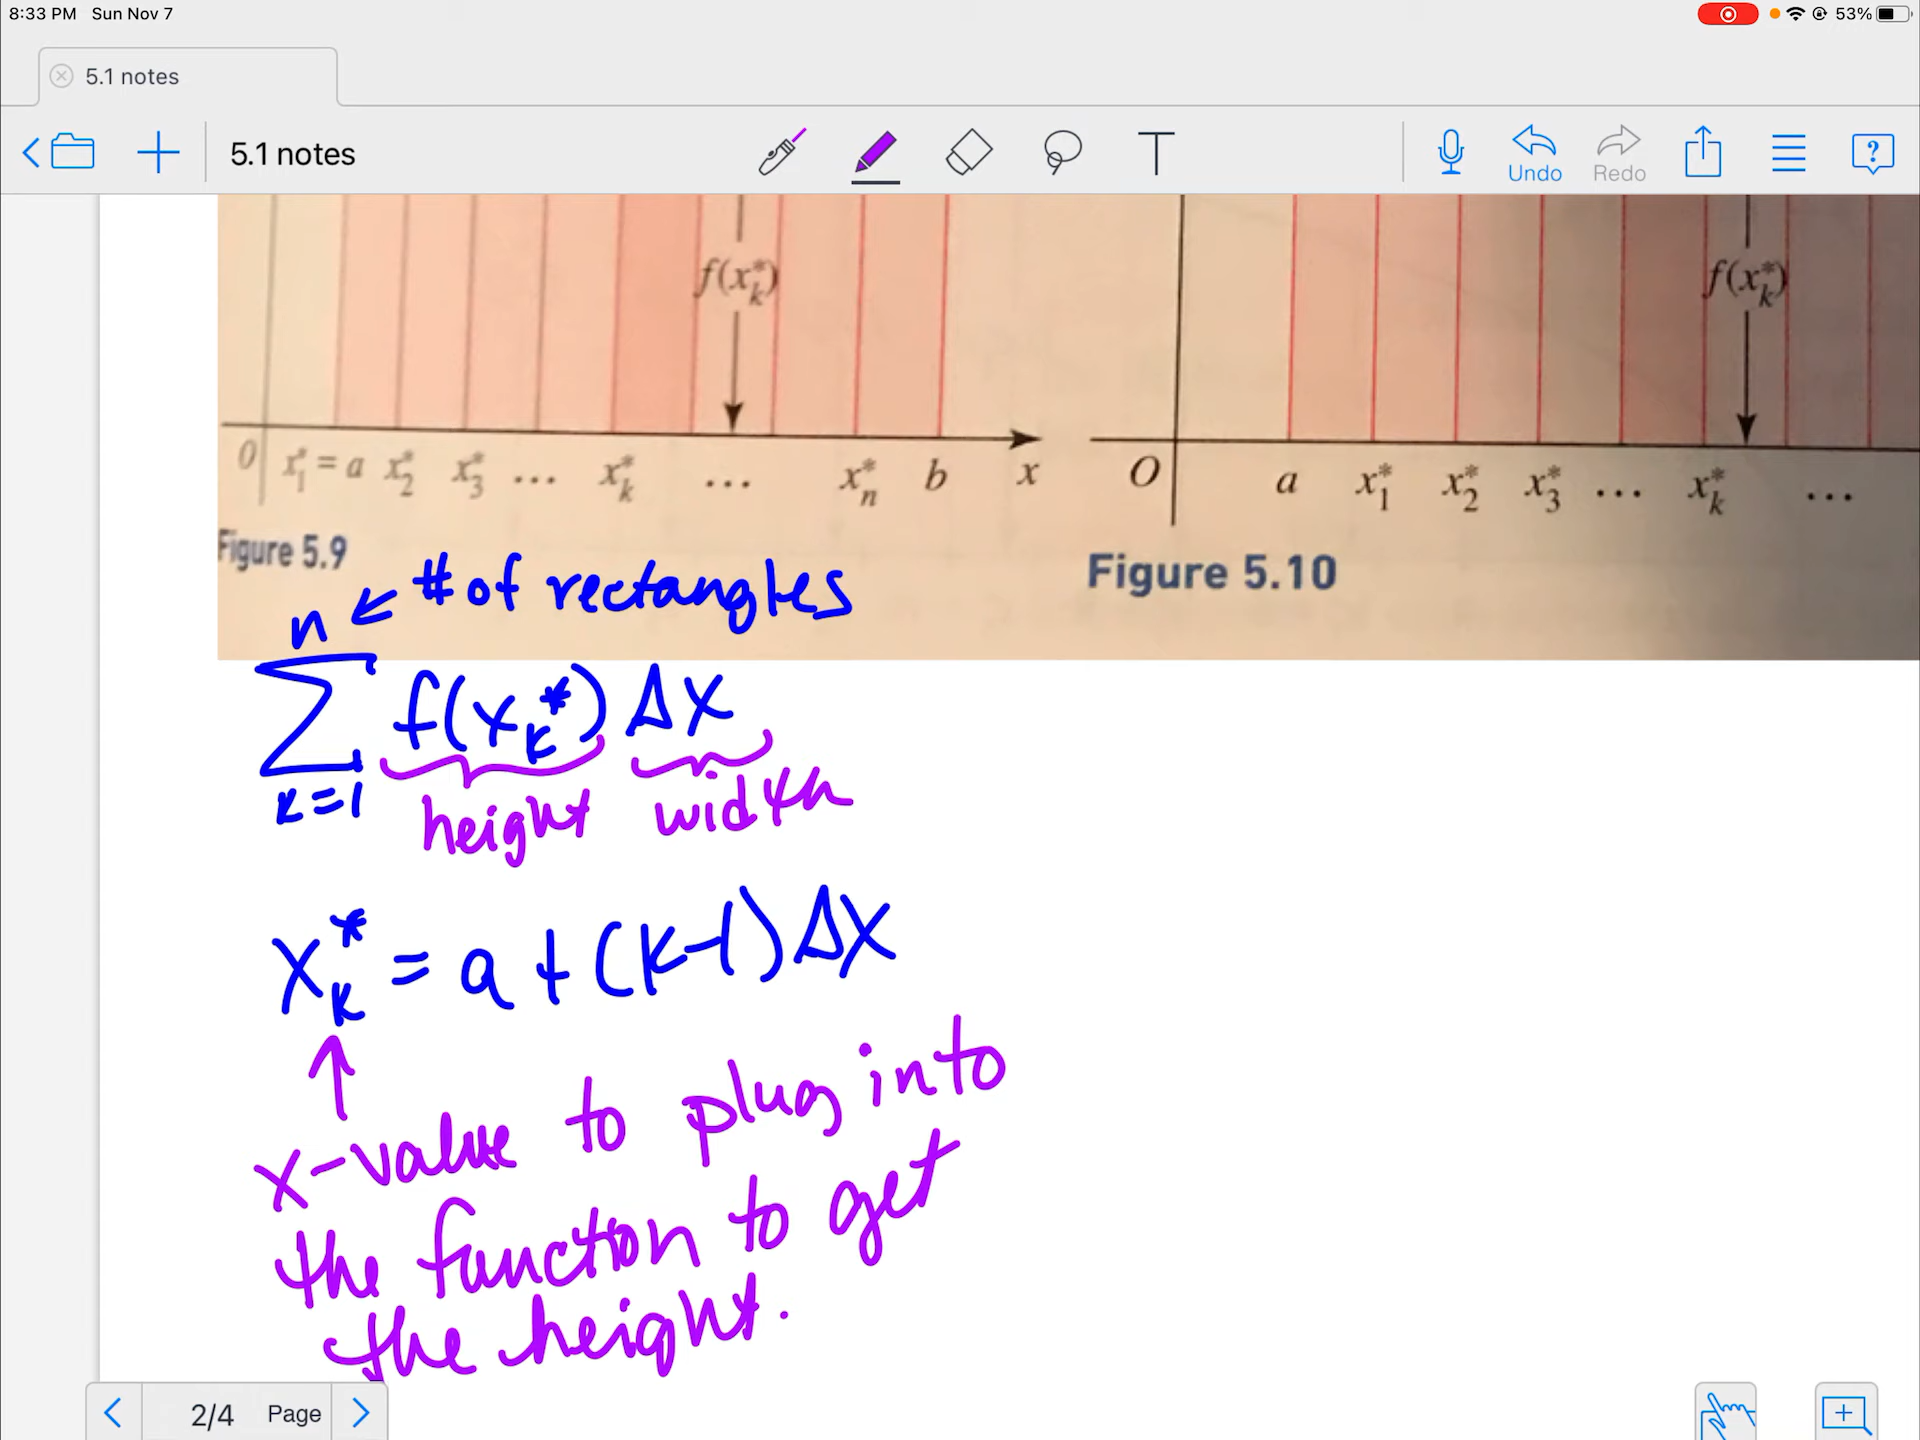 8:33 PM Sun Nov 7
53%
5.1 notes
5.1 notes
Undo
Redo
f(x*k)
f(x*k)
0 x*1 = a x*2 x*3 ... x*k ... x*n b x
O a x*1 x*2 x*3 ... x*k ...
Figure 5.9
Figure 5.10
n ← # of rectangles
∑ f(xk*) Δx
k=1
height width
xk* = a + (k-1)Δx
↑
x-value to plug into
the function to get
the height.
2/4 Page